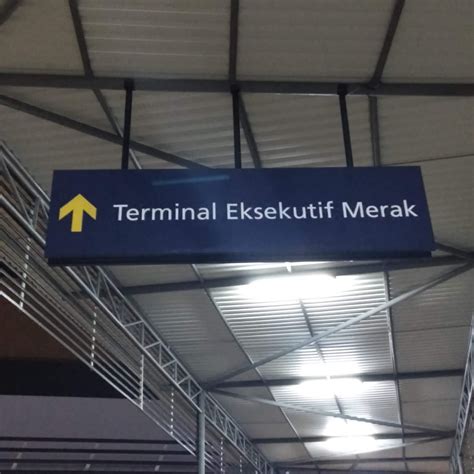 Terminal Eksekutif Merak